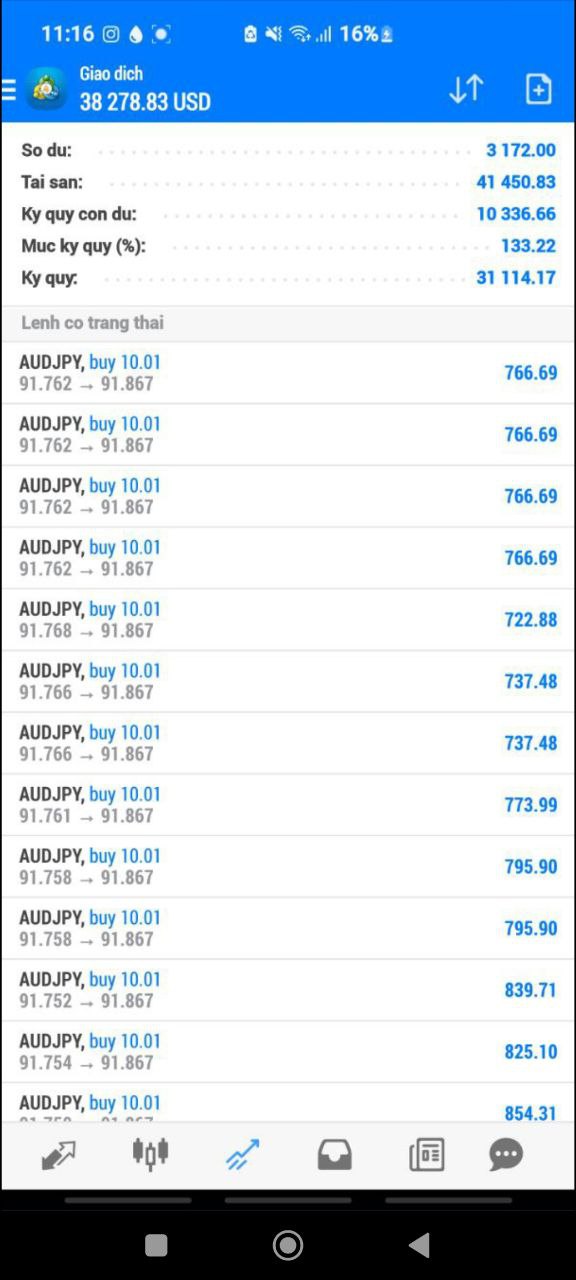 11:16
16%
Giao dich
38 278.83 USD
So du: 3 172.00
Tai san: 41 450.83
Ky quy con du: 10 336.66
Muc ky quy (%): 133.22
Ky quy: 31 114.17
Lenh co trang thai
AUDJPY, buy 10.01
91.762 → 91.867 766.69
AUDJPY, buy 10.01
91.762 → 91.867 766.69
AUDJPY, buy 10.01
91.762 → 91.867 766.69
AUDJPY, buy 10.01
91.762 → 91.867 766.69
AUDJPY, buy 10.01
91.768 → 91.867 722.88
AUDJPY, buy 10.01
91.766 → 91.867 737.48
AUDJPY, buy 10.01
91.766 → 91.867 737.48
AUDJPY, buy 10.01
91.761 → 91.867 773.99
AUDJPY, buy 10.01
91.758 → 91.867 795.90
AUDJPY, buy 10.01
91.758 → 91.867 795.90
AUDJPY, buy 10.01
91.752 → 91.867 839.71
AUDJPY, buy 10.01
91.754 → 91.867 825.10
AUDJPY, buy 10.01
854.31